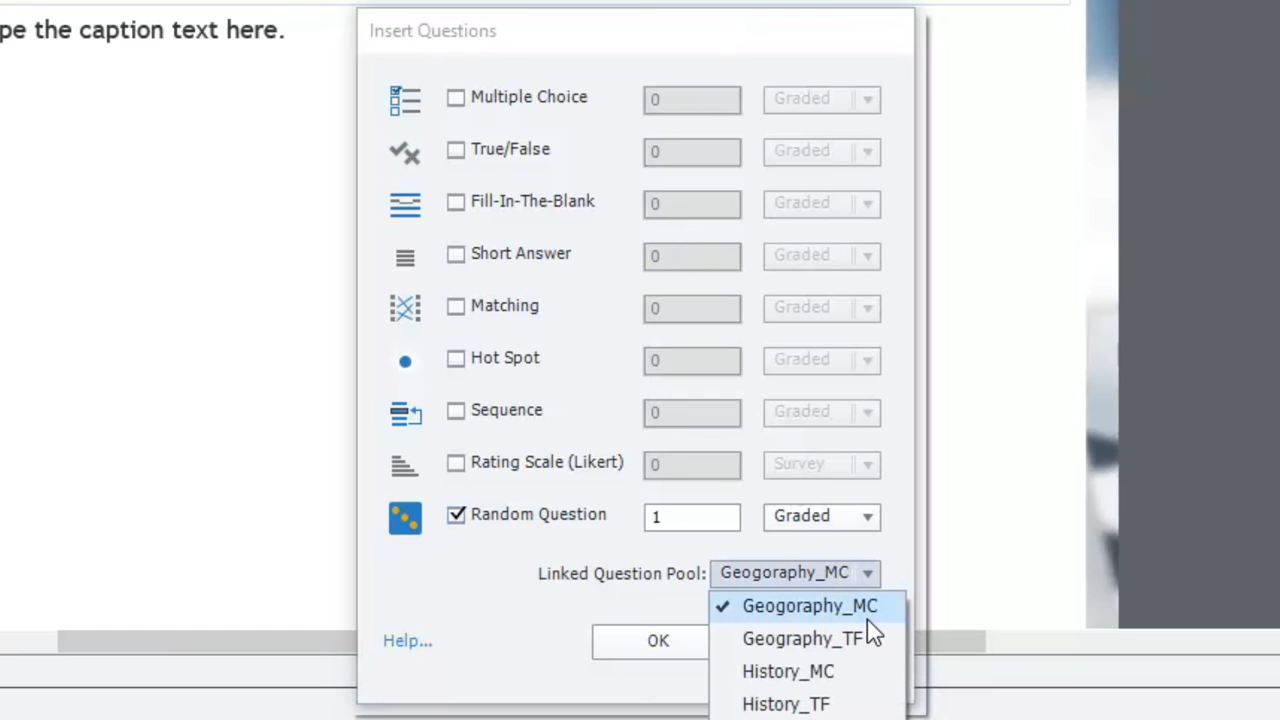 pe the caption text here.
Insert Questions
Multiple Choice 0 Graded
True/False 0 Graded
Fill-In-The-Blank 0 Graded
Short Answer 0 Graded
Matching 0 Graded
Hot Spot 0 Graded
Sequence 0 Graded
Rating Scale (Likert) 0 Survey
Random Question 1 Graded
Linked Question Pool: Geogoraphy_MC
Geogoraphy_MC
Geography_TF
History_MC
History_TF
Help... OK